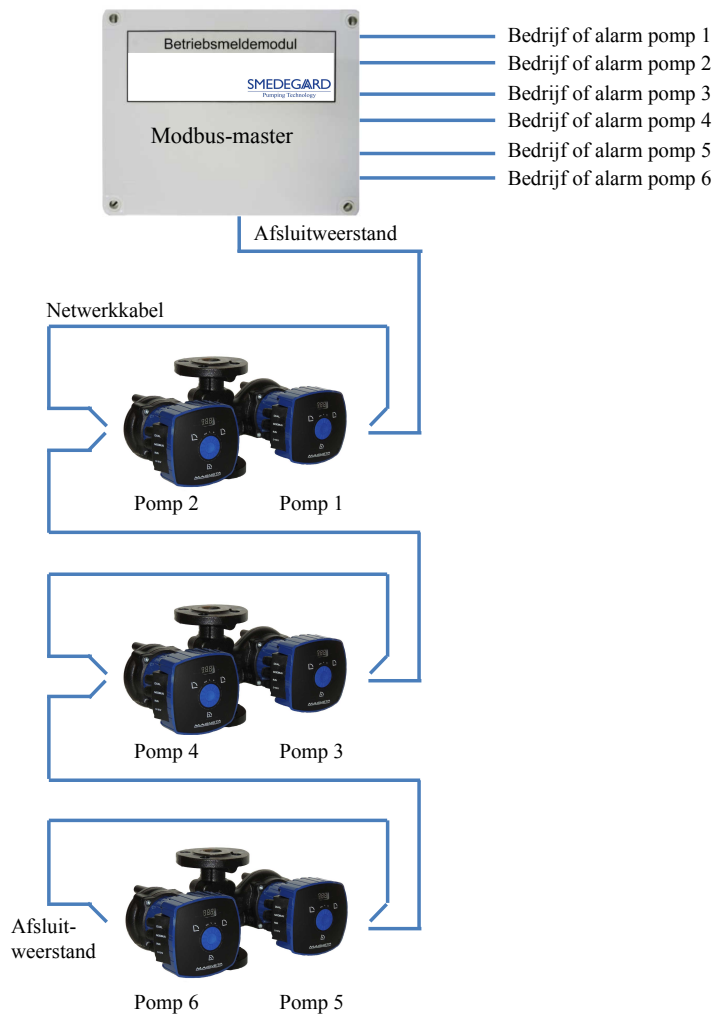 Betriebsmeldemodul
SMEDEGAARD
Pumping Technology
Modbus-master
Bedrijf of alarm pomp 1
Bedrijf of alarm pomp 2
Bedrijf of alarm pomp 3
Bedrijf of alarm pomp 4
Bedrijf of alarm pomp 5
Bedrijf of alarm pomp 6
Afsluitweerstand
Netwerkkabel
Pomp 2
Pomp 1
Pomp 4
Pomp 3
Afsluit-
weerstand
Pomp 6
Pomp 5